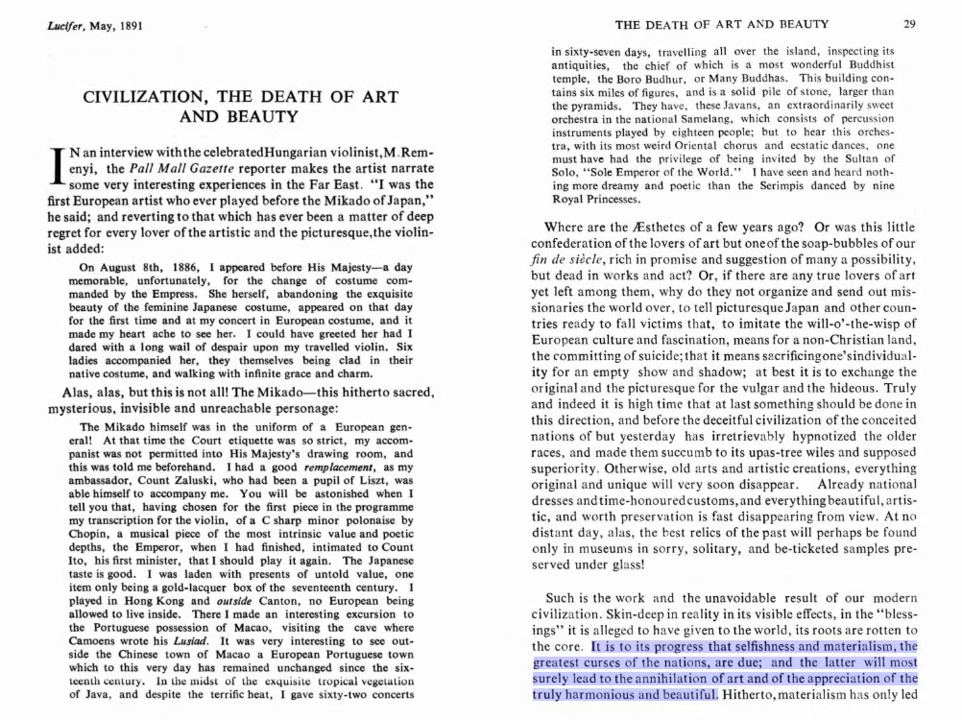 Lucifer, May, 1891
CIVILIZATION, THE DEATH OF ART
AND BEAUTY
IN an interview with the celebrated Hungarian violinist, M. Rem-
enyi, the Pall Mall Gazette reporter makes the artist narrate
some very interesting experiences in the Far East. "I was the
first European artist who ever played before the Mikado of Japan,"
he said; and reverting to that which has ever been a matter of deep
regret for every lover of the artistic and the picturesque, the violin-
ist added:
On August 8th, 1886, I appeared before His Majesty—a day
memorable, unfortunately, for the change of costume com-
manded by the Empress. She herself, abandoning the exquisite
beauty of the feminine Japanese costume, appeared on that day
for the first time and at my concert in European costume, and it
made my heart ache to see her. I could have greeted her had I
dared with a long wail of despair upon my travelled violin. Six
ladies accompanied her, they themselves being clad in their
native costume, and walking with infinite grace and charm.
Alas, alas, but this is not all! The Mikado—this hitherto sacred,
mysterious, invisible and unreachable personage:
The Mikado himself was in the uniform of a European gen-
eral! At that time the Court etiquette was so strict, my accom-
panist was not permitted into His Majesty's drawing room, and
this was told me beforehand. I had a good remplacement, as my
ambassador, Count Zaluski, who had been a pupil of Liszt, was
able himself to accompany me. You will be astonished when I
tell you that, having chosen for the first piece in the programme
my transcription for the violin, of a C sharp minor polonaise by
Chopin, a musical piece of the most intrinsic value and poetic
depths, the Emperor, when I had finished, intimated to Count
Ito, his first minister, that I should play it again. The Japanese
taste is good. I was laden with presents of untold value, one
item only being a gold-lacquer box of the seventeenth century. I
played in Hong Kong and outside Canton, no European being
allowed to live inside. There I made an interesting excursion to
the Portuguese possession of Macao, visiting the cave where
Camoens wrote his Lusiad. It was very interesting to see out-
side the Chinese town of Macao a European Portuguese town
which to this very day has remained unchanged since the six-
teenth century. In the midst of the exquisite tropical vegetation
of Java, and despite the terrific heat, I gave sixty-two concerts
THE DEATH OF ART AND BEAUTY 29
in sixty-seven days, travelling all over the island, inspecting its
antiquities, the chief of which is a most wonderful Buddhist
temple, the Boro Budhur, or Many Buddhas. This building con-
tains six miles of figures, and is a solid pile of stone, larger than
the pyramids. They have, these Javans, an extraordinarily sweet
orchestra in the national Samelang, which consists of percussion
instruments played by eighteen people; but to hear this orches-
tra, with its most weird Oriental chorus and ecstatic dances, one
must have had the privilege of being invited by the Sultan of
Solo, "Sole Emperor of the World." I have seen and heard noth-
ing more dreamy and poetic than the Serimpis danced by nine
Royal Princesses.
Where are the Æsthetes of a few years ago? Or was this little
confederation of the lovers of art but one of the soap-bubbles of our
fin de siècle, rich in promise and suggestion of many a possibility,
but dead in works and act? Or, if there are any true lovers of art
yet left among them, why do they not organize and send out mis-
sionaries the world over, to tell picturesque Japan and other coun-
tries ready to fall victims that, to imitate the will-o'-the-wisp of
European culture and fascination, means for a non-Christian land,
the committing of suicide; that it means sacrificing one's individual-
ity for an empty show and shadow; at best it is to exchange the
original and the picturesque for the vulgar and the hideous. Truly
and indeed it is high time that at last something should be done in
this direction, and before the deceitful civilization of the conceited
nations of but yesterday has irretrievably hypnotized the older
races, and made them succumb to its upas-tree wiles and supposed
superiority. Otherwise, old arts and artistic creations, everything
original and unique will very soon disappear. Already national
dresses and time-honoured customs, and everything beautiful, artis-
tic, and worth preservation is fast disappearing from view. At no
distant day, alas, the best relics of the past will perhaps be found
only in museums in sorry, solitary, and be-ticketed samples pre-
served under glass!
Such is the work and the unavoidable result of our modern
civilization. Skin-deep in reality in its visible effects, in the "bless-
ings" it is alleged to have given to the world, its roots are rotten to
the core. It is to its progress that selfishness and materialism, the
greatest curses of the nations, are due; and the latter will most
surely lead to the annihilation of art and of the appreciation of the
truly harmonious and beautiful. Hitherto, materialism has only led